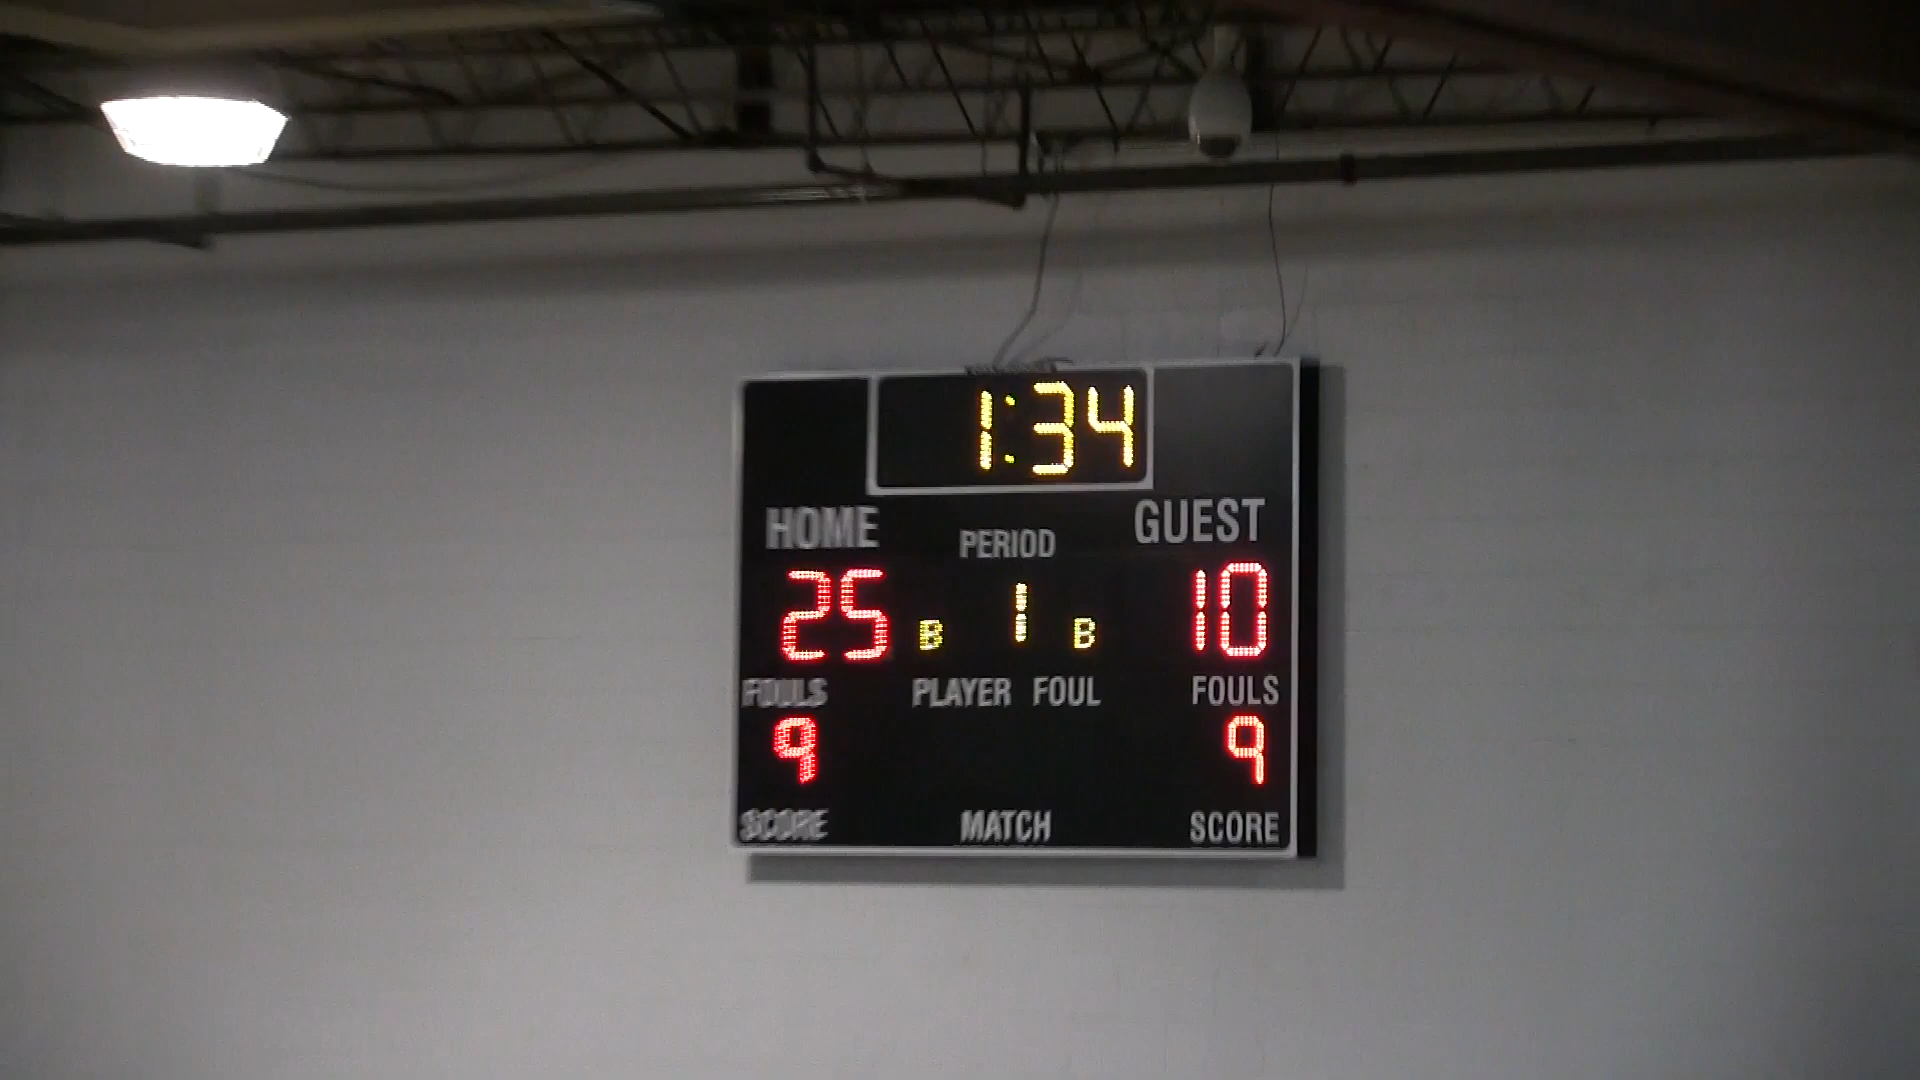 1:34
HOME PERIOD GUEST
25 B 1 B 10
FOULS PLAYER FOUL FOULS
9 9
SCORE MATCH SCORE